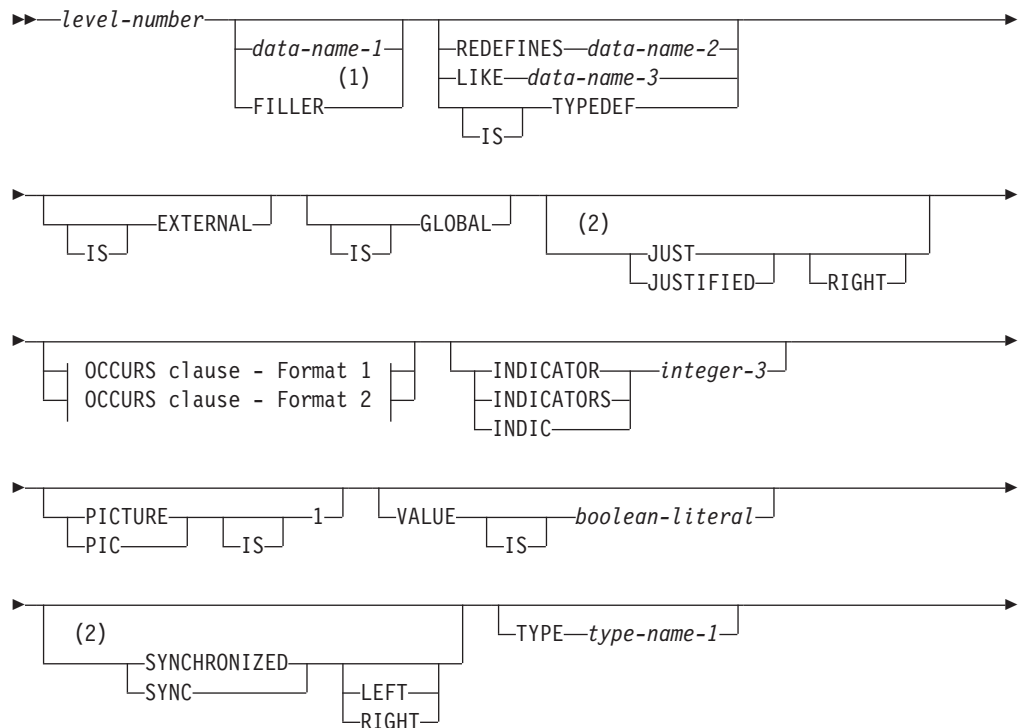 level-number
data-name-1 REDEFINES data-name-2
(1) LIKE data-name-3
FILLER TYPEDEF
IS
EXTERNAL GLOBAL (2)
IS IS JUST
JUSTIFIED RIGHT
OCCURS clause - Format 1 INDICATOR integer-3
OCCURS clause - Format 2 INDICATORS
INDIC
PICTURE 1 VALUE boolean-literal
PIC IS IS
(2) TYPE type-name-1
SYNCHRONIZED
SYNC LEFT
RIGHT